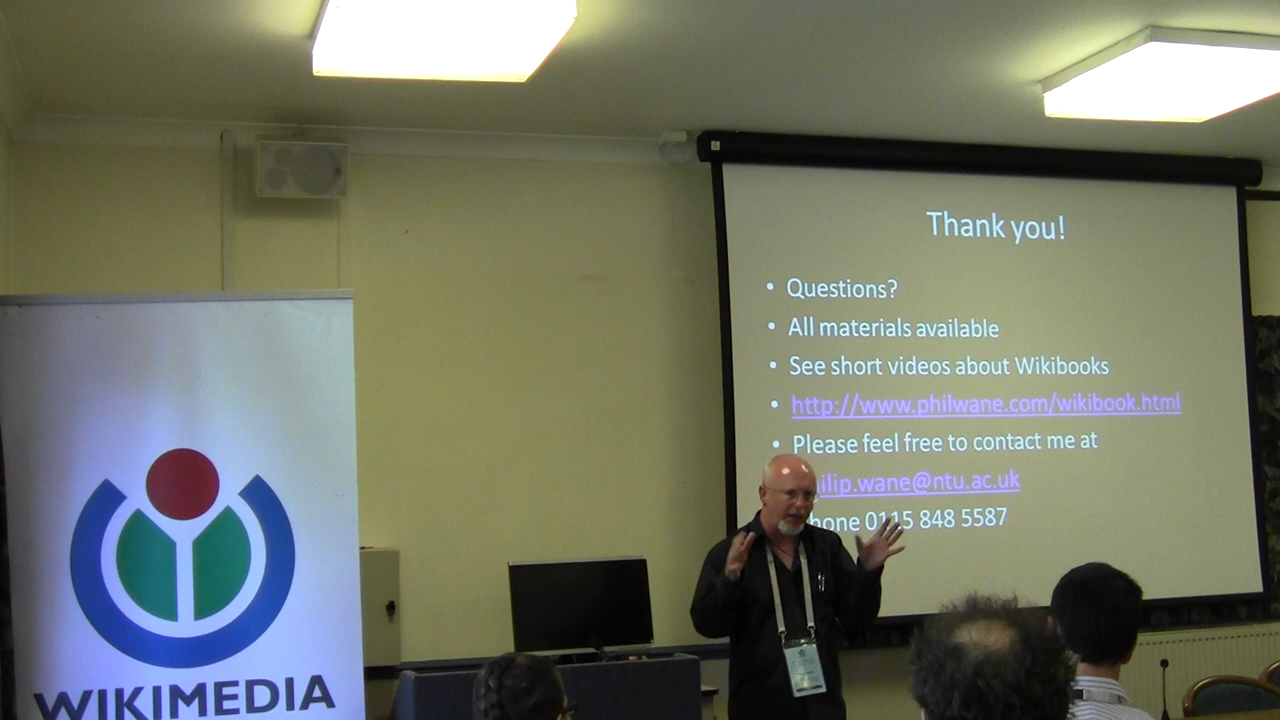 Thank you!
• Questions?
• All materials available
• See short videos about Wikibooks
• http://www.philwane.com/wikibook.html
• Please feel free to contact me at
ilip.wane@ntu.ac.uk
hone 0115 848 5587
WIKIMEDIA